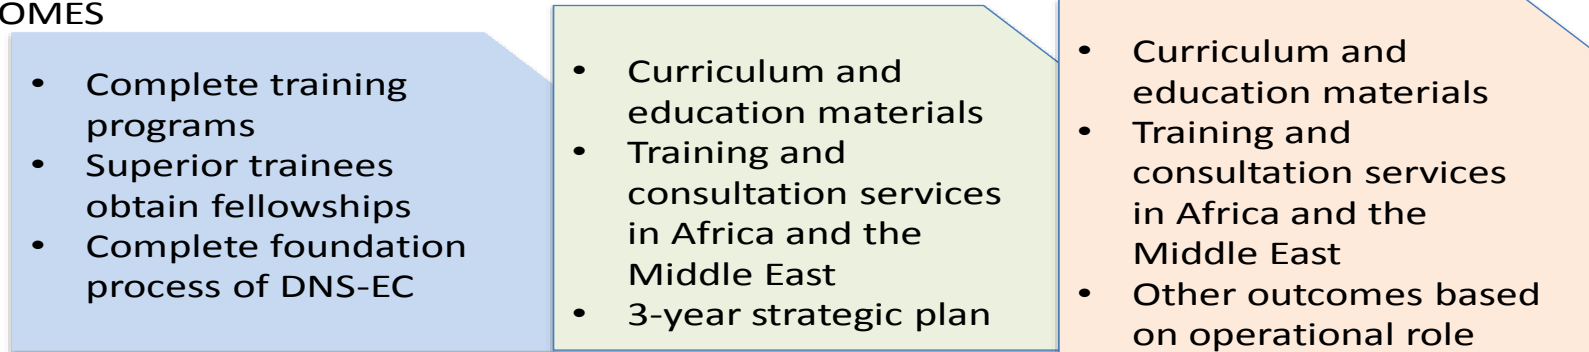 OMES
• Complete training
programs
• Superior trainees
obtain fellowships
• Complete foundation
process of DNS-EC
• Curriculum and
education materials
• Training and
consultation services
in Africa and the
Middle East
• 3-year strategic plan
• Curriculum and
education materials
• Training and
consultation services
in Africa and the
Middle East
• Other outcomes based
on operational role